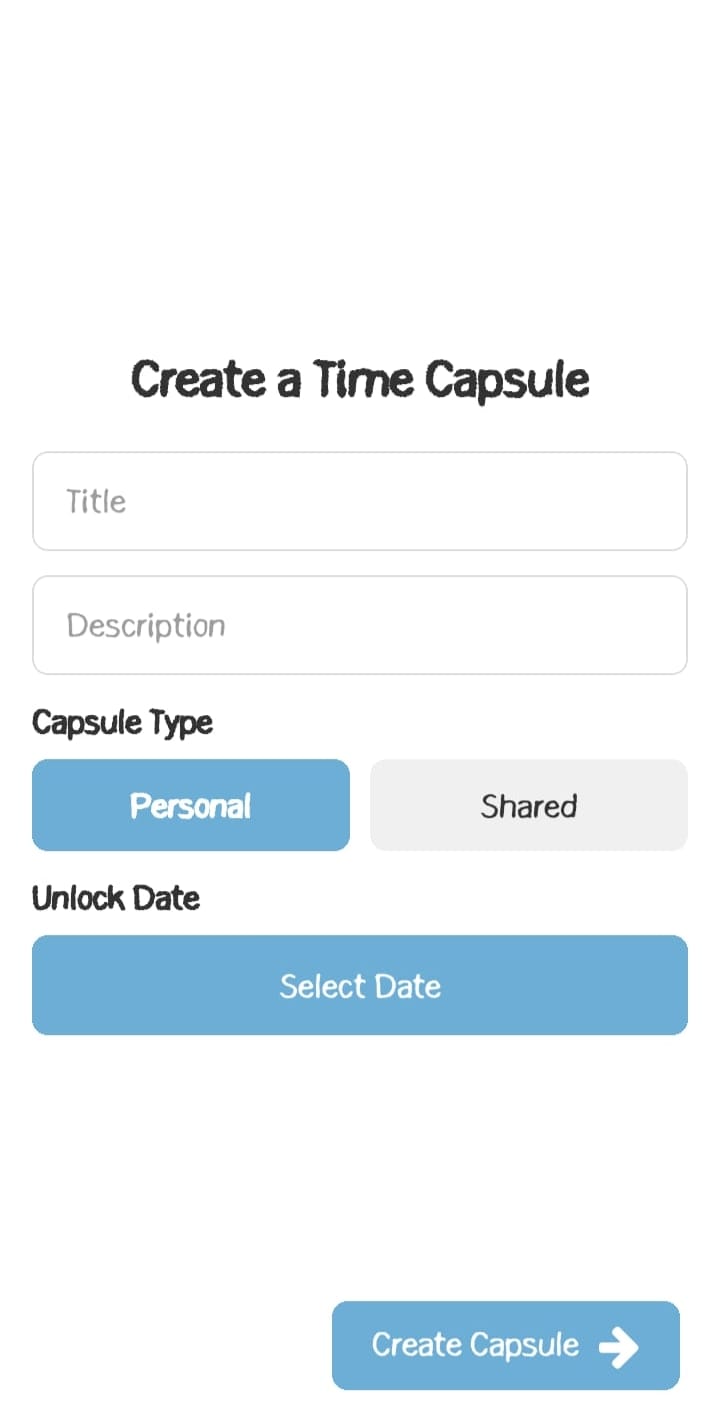 Create a Time Capsule
Title
Description
Capsule Type
Personal
Shared
Unlock Date
Select Date
Create Capsule